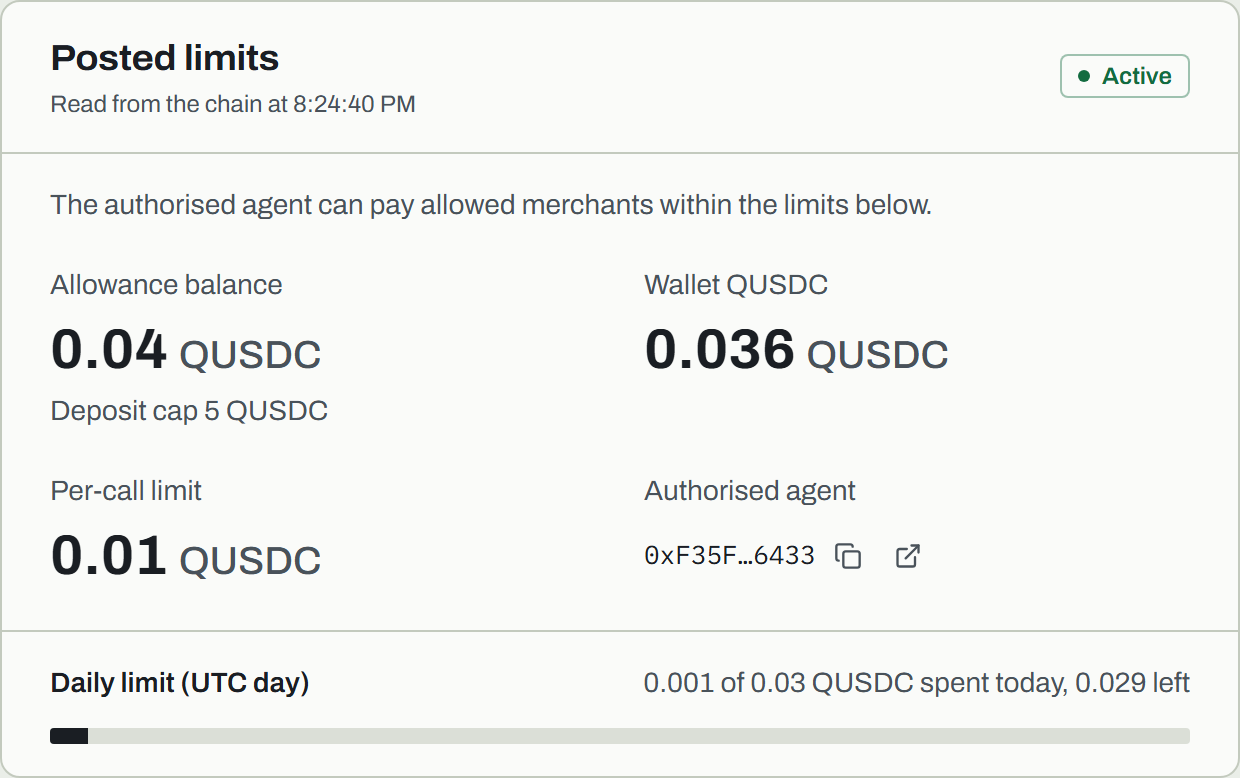 Posted limits
Read from the chain at 8:24:40 PM
Active
The authorised agent can pay allowed merchants within the limits below.
Allowance balance
0.04 QUSDC
Deposit cap 5 QUSDC
Wallet QUSDC
0.036 QUSDC
Per-call limit
0.01 QUSDC
Authorised agent
0xF35F…6433
Daily limit (UTC day)
0.001 of 0.03 QUSDC spent today, 0.029 left